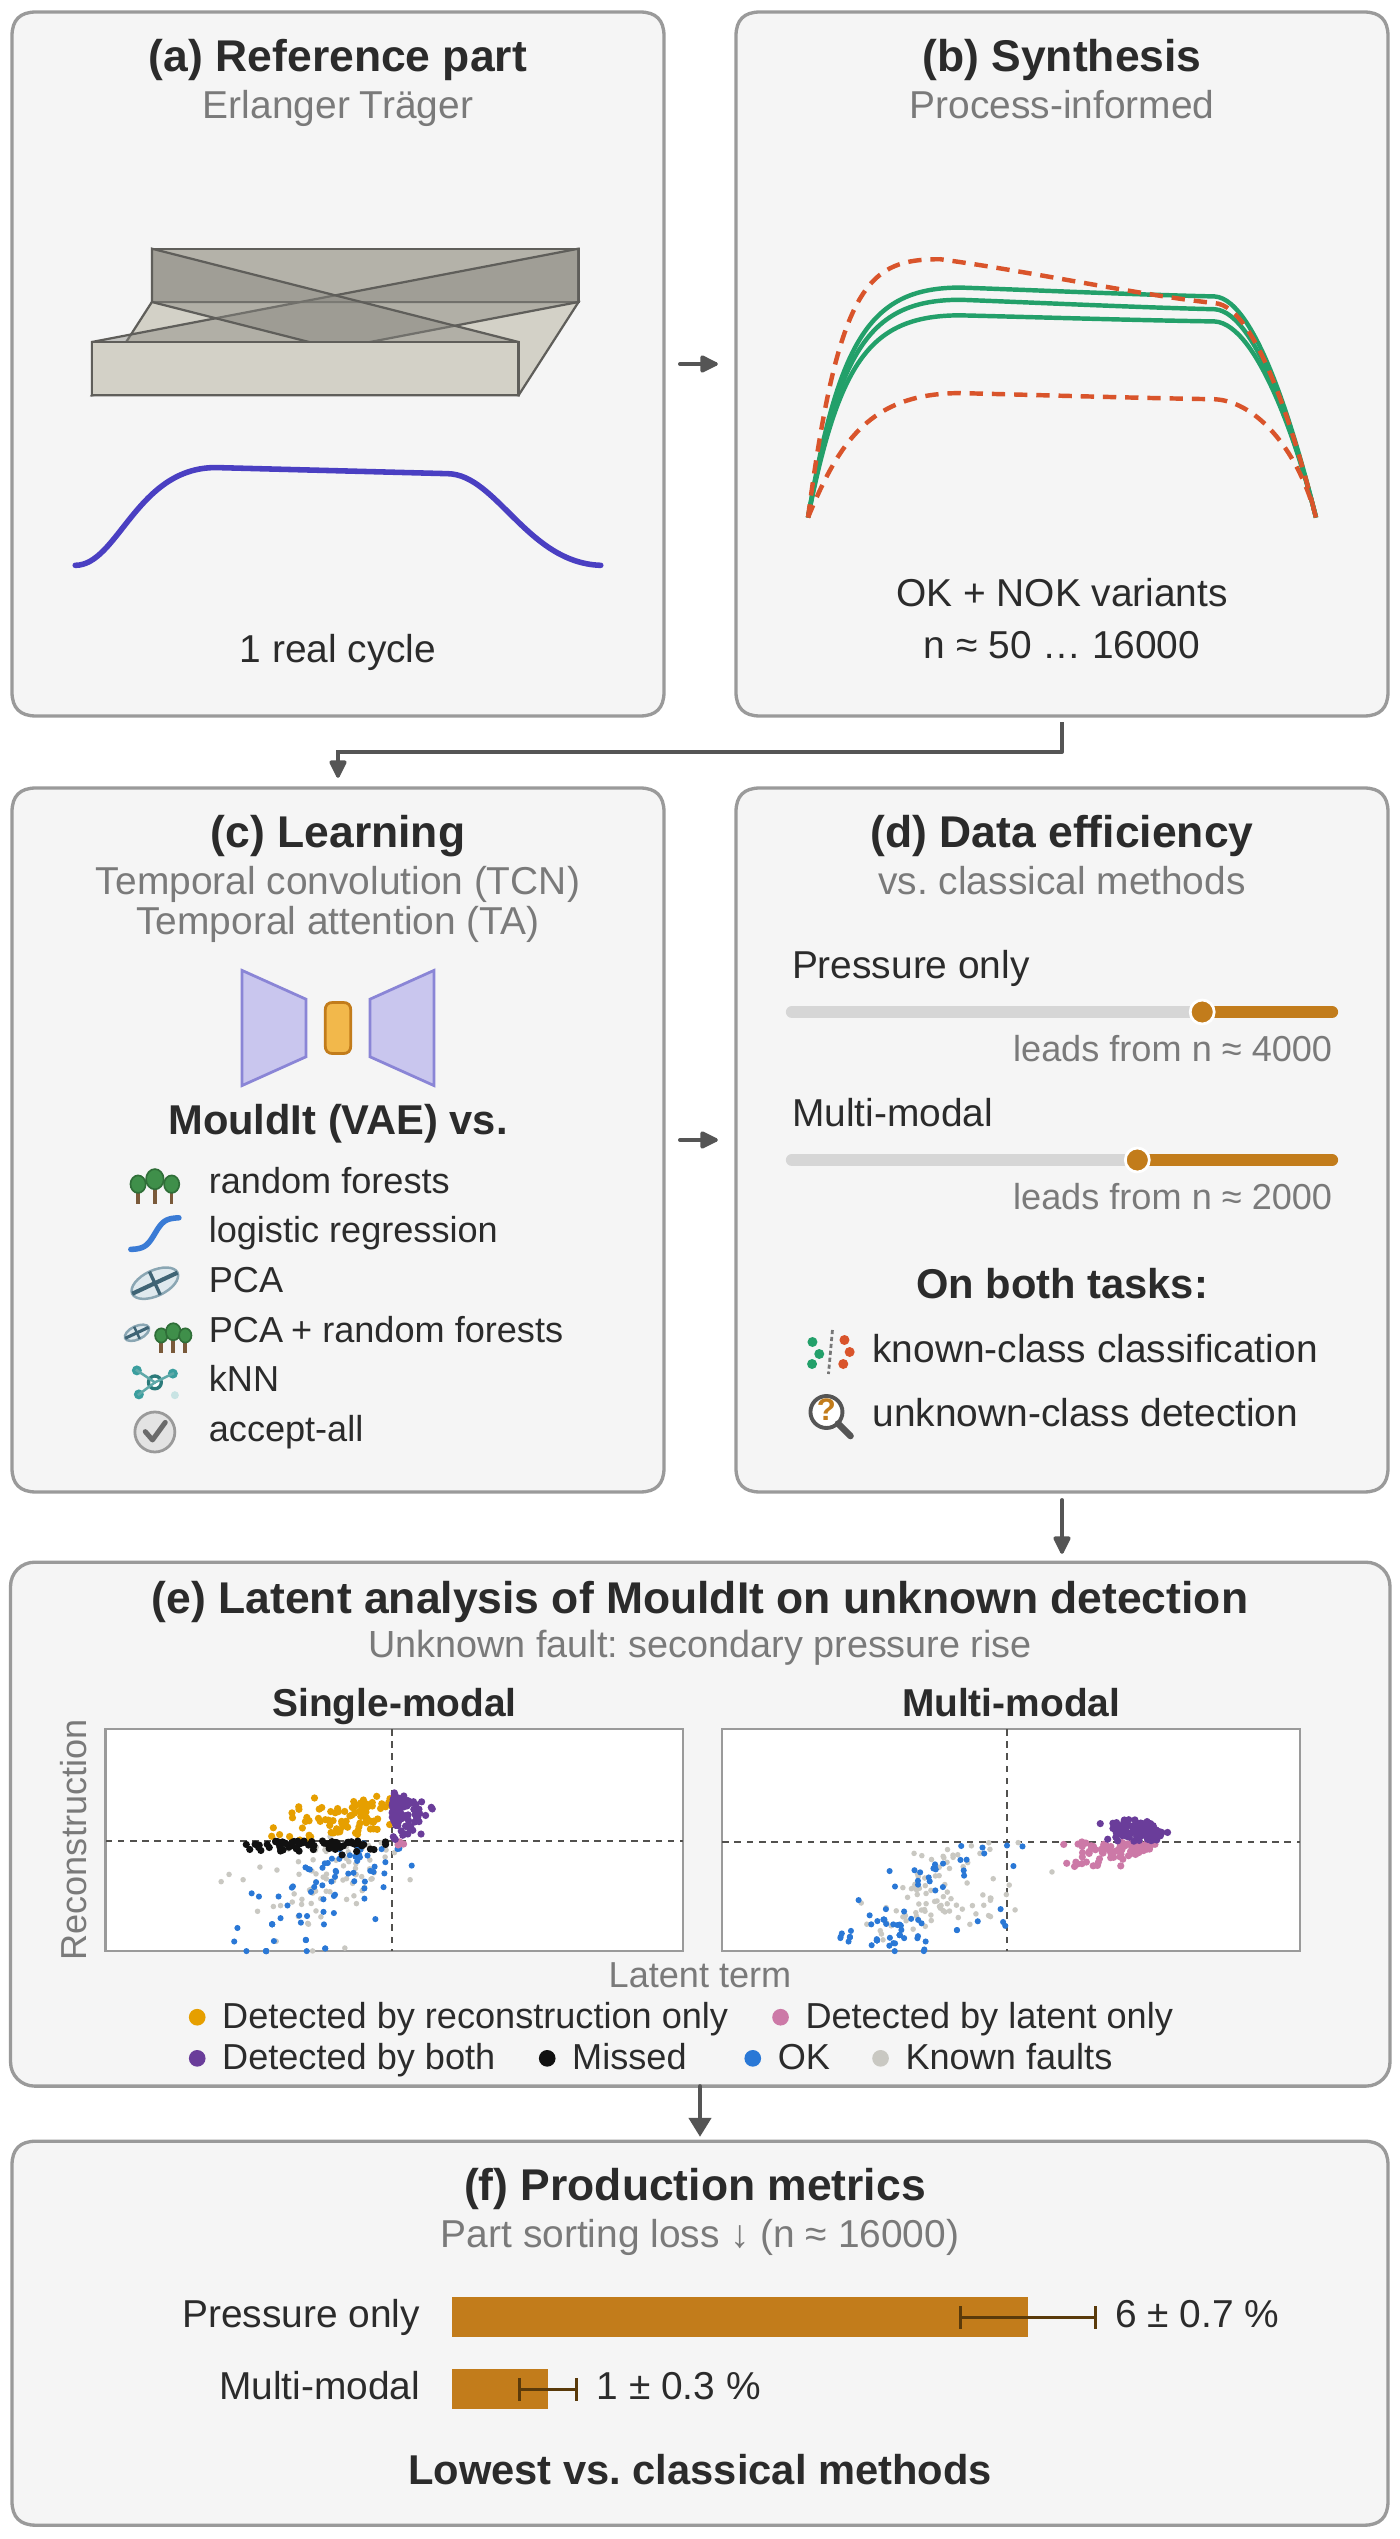 (a) Reference part
Erlanger Träger
1 real cycle
(b) Synthesis
Process-informed
OK + NOK variants
n ≈ 50 … 16000
(c) Learning
Temporal convolution (TCN)
Temporal attention (TA)
MouldIt (VAE) vs.
random forests
logistic regression
PCA
PCA + random forests
kNN
accept-all
(d) Data efficiency
vs. classical methods
Pressure only
leads from n ≈ 4000
Multi-modal
leads from n ≈ 2000
On both tasks:
known-class classification
?
unknown-class detection
(e) Latent analysis of MouldIt on unknown detection
Unknown fault: secondary pressure rise
Single-modal
Multi-modal
Reconstruction
Latent term
Detected by reconstruction only
Detected by latent only
Detected by both
Missed
OK
Known faults
(f) Production metrics
Part sorting loss ↓ (n ≈ 16000)
Pressure only
6 ± 0.7 %
Multi-modal
1 ± 0.3 %
Lowest vs. classical methods